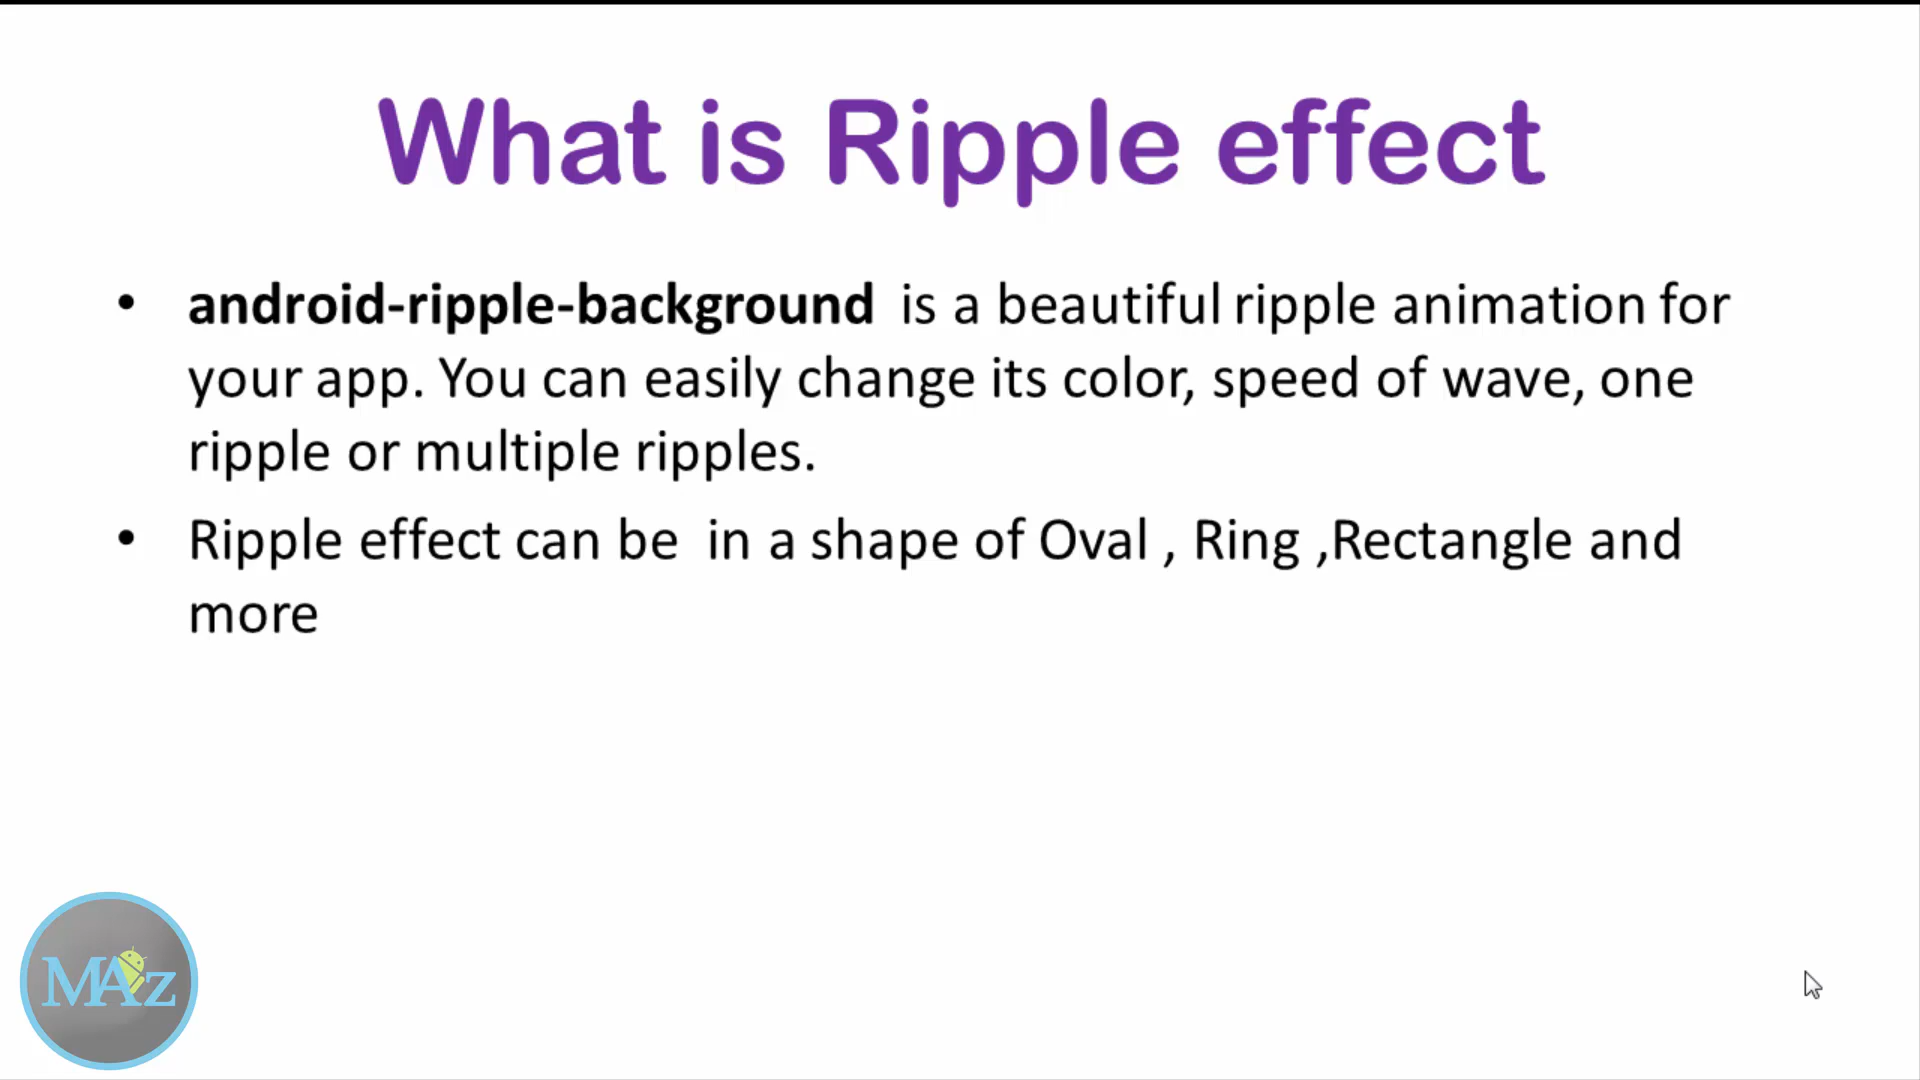 What is Ripple effect
• android-ripple-background is a beautiful ripple animation for
your app. You can easily change its color, speed of wave, one
ripple or multiple ripples.
• Ripple effect can be in a shape of Oval , Ring ,Rectangle and
more
MAz